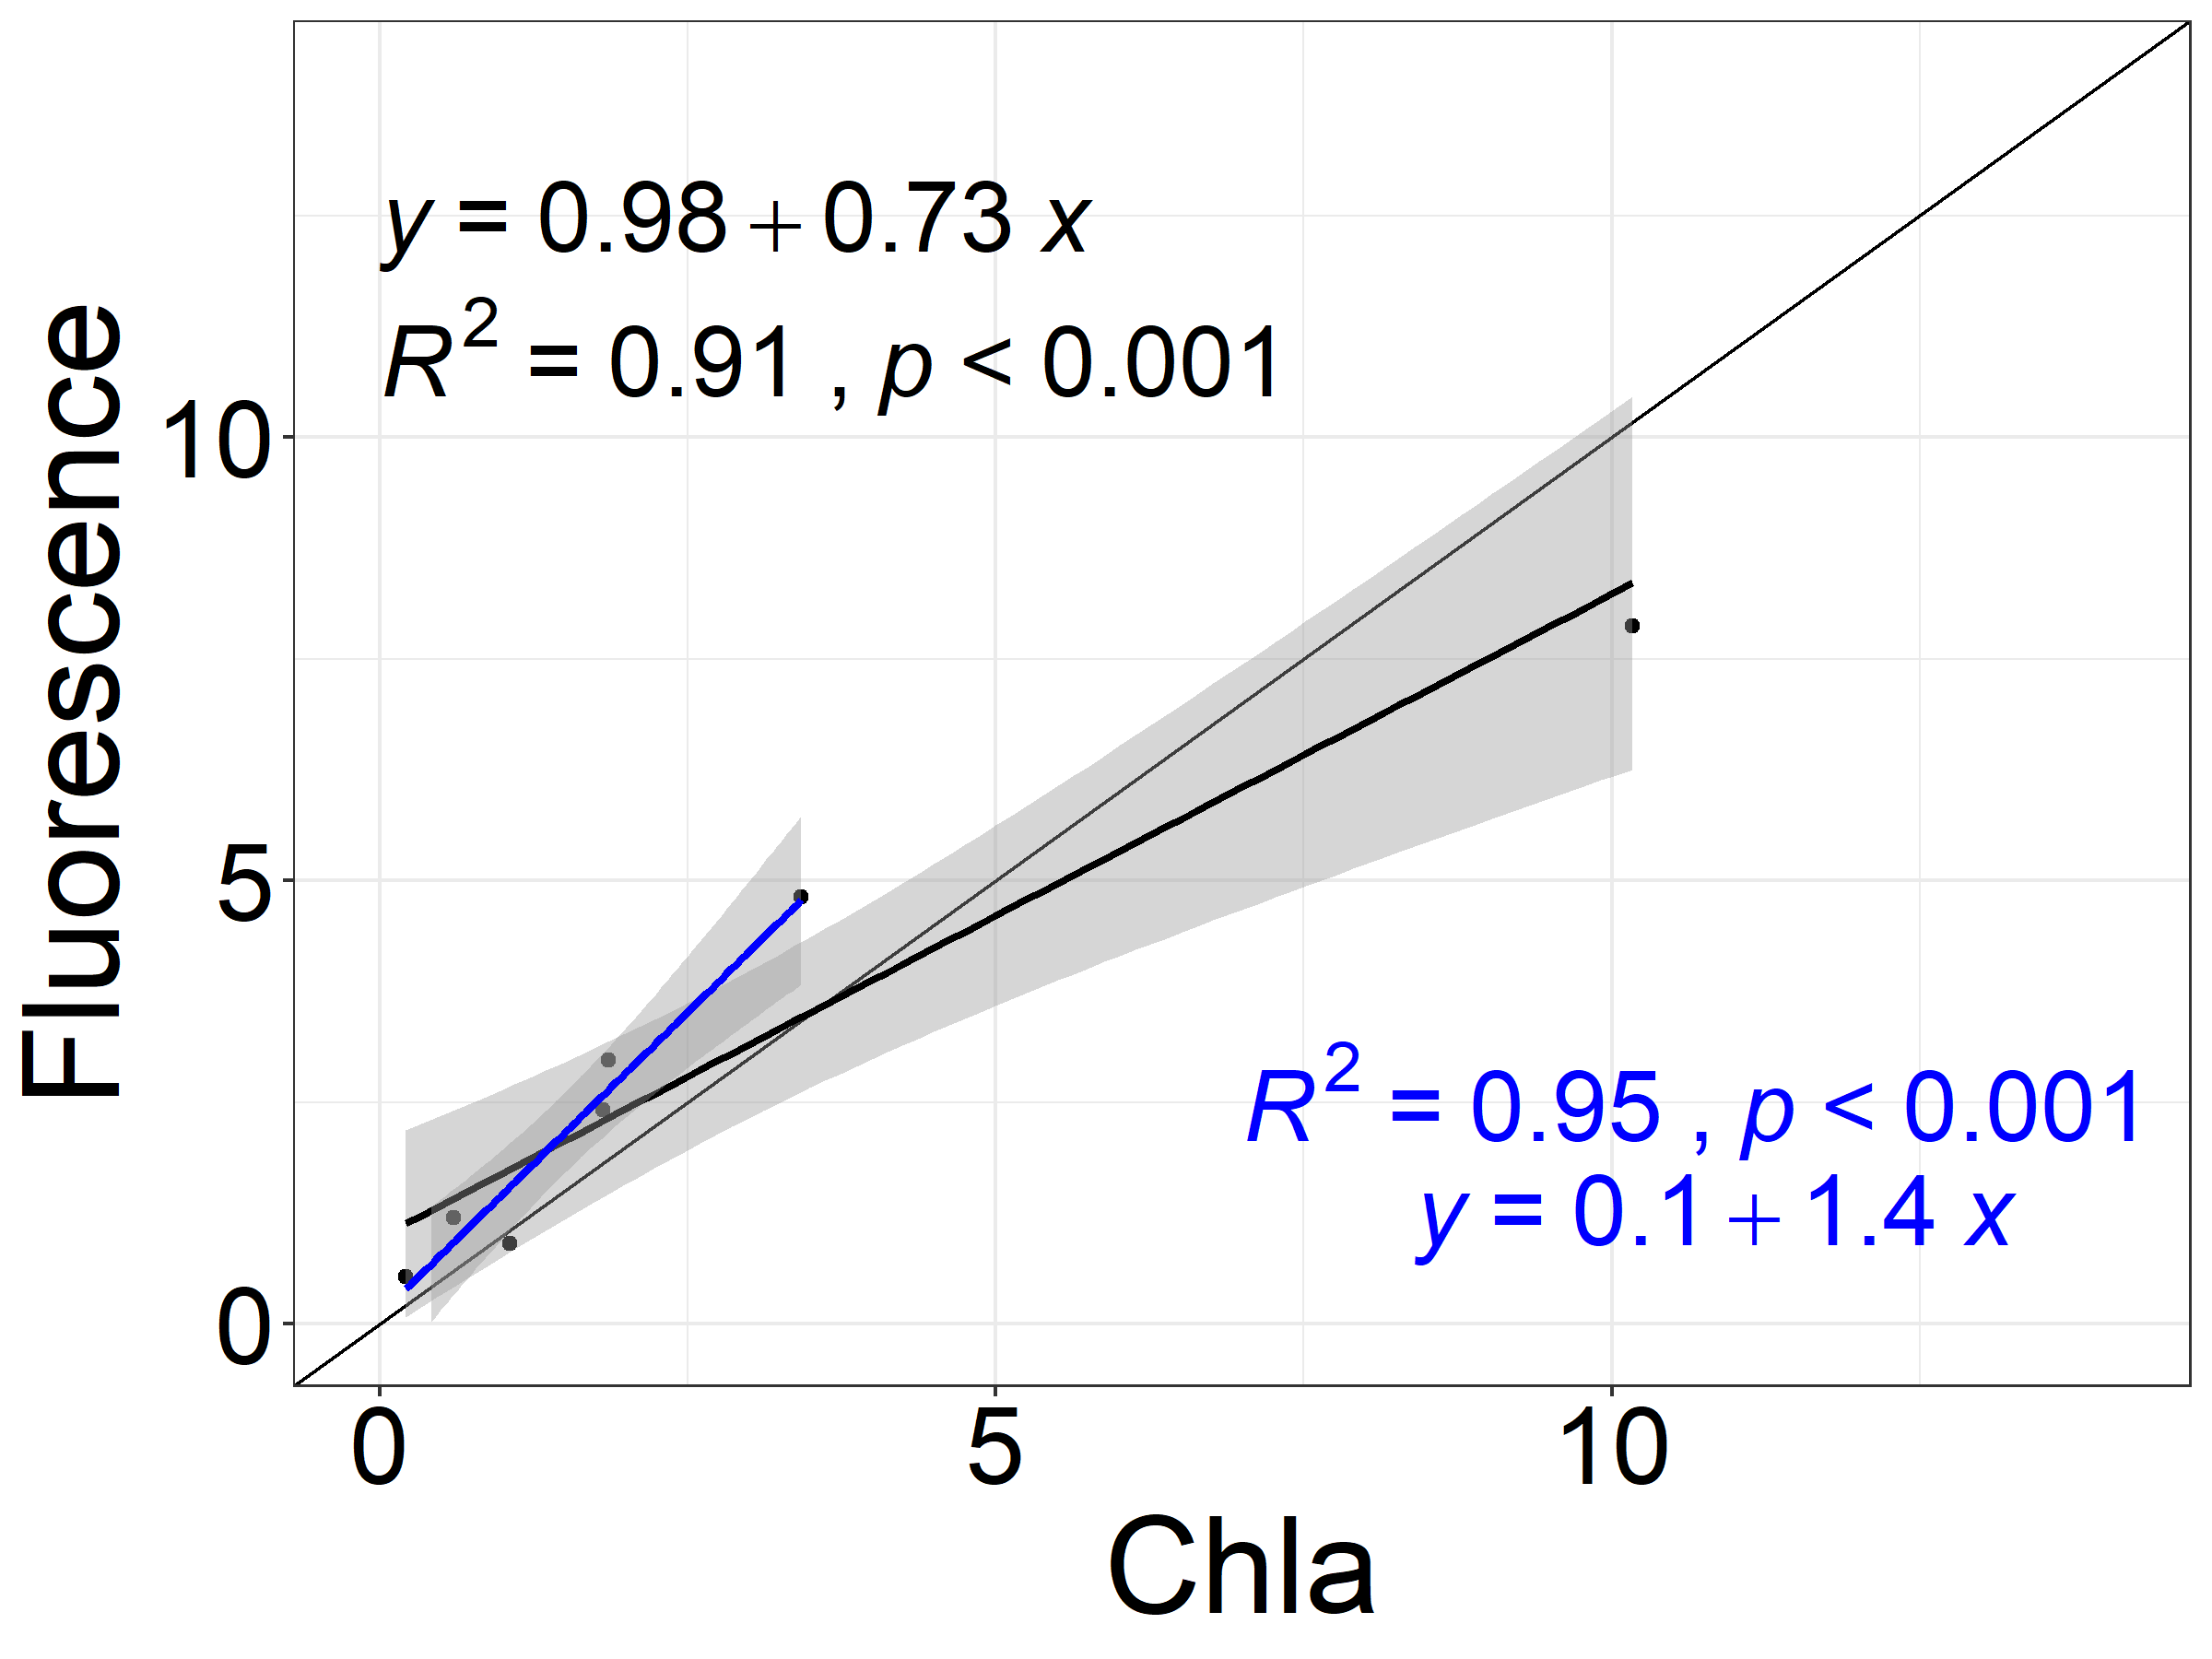 y = 0.98 + 0.73 x
R² = 0.91 , p < 0.001
Fluorescence
10
5
0
R² = 0.95 , p < 0.001
y = 0.1 + 1.4 x
0 5 10
Chla